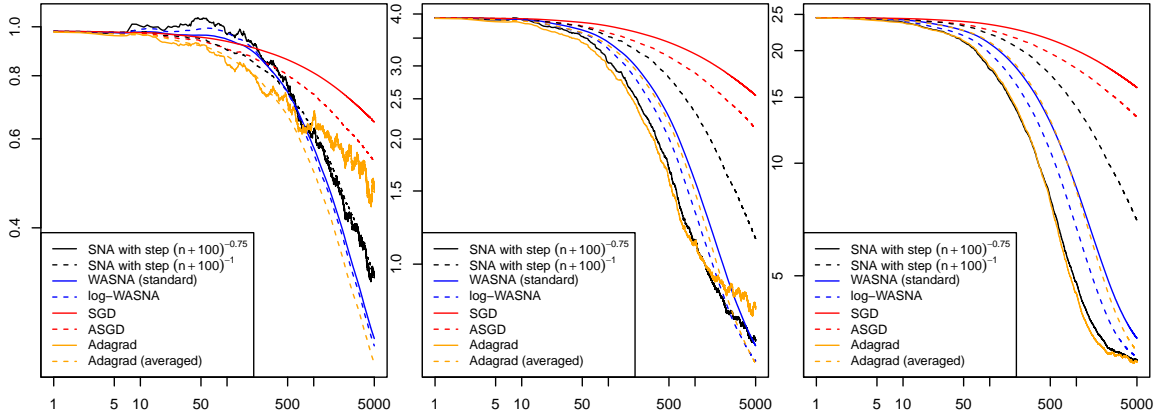 1.0
0.8
0.6
0.4
SNA with step (n+100)^−0.75
SNA with step (n+100)^−1
WASNA (standard)
log−WASNA
SGD
ASGD
Adagrad
Adagrad (averaged)
1 5 10 50 500 5000
4.0
3.0
2.5
2.0
1.5
1.0
SNA with step (n+100)^−0.75
SNA with step (n+100)^−1
WASNA (standard)
log−WASNA
SGD
ASGD
Adagrad
Adagrad (averaged)
1 5 10 50 500 5000
25
20
15
10
5
SNA with step (n+100)^−0.75
SNA with step (n+100)^−1
WASNA (standard)
log−WASNA
SGD
ASGD
Adagrad
Adagrad (averaged)
1 5 10 50 500 5000